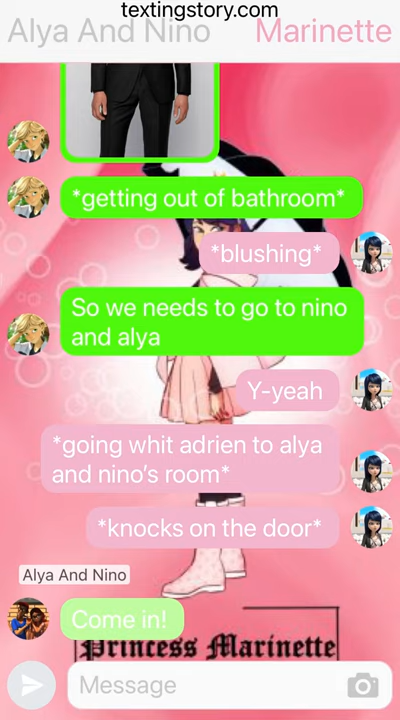 textingstory.com
Alya And Nino Marinette
*getting out of bathroom*
*blushing*
So we needs to go to nino
and alya
Y-yeah
*going whit adrien to alya
and nino's room*
*knocks on the door*
Alya And Nino
Come in!
Princess Marinette
Message